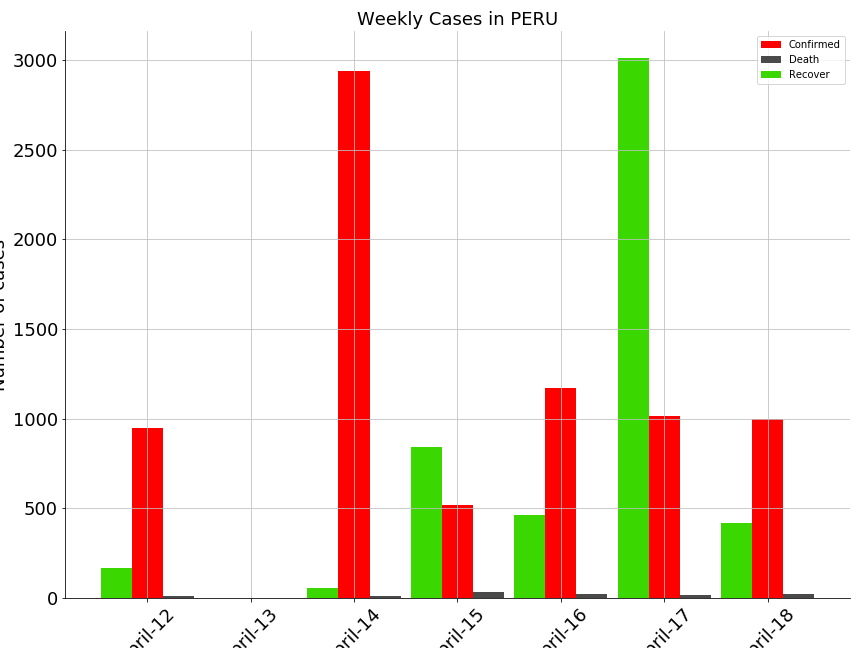 Weekly Cases in PERU
Confirmed
Death
Recover
3000
2500
2000
1500
1000
500
0
Number of cases
pril-12
pril-13
pril-14
pril-15
pril-16
pril-17
pril-18